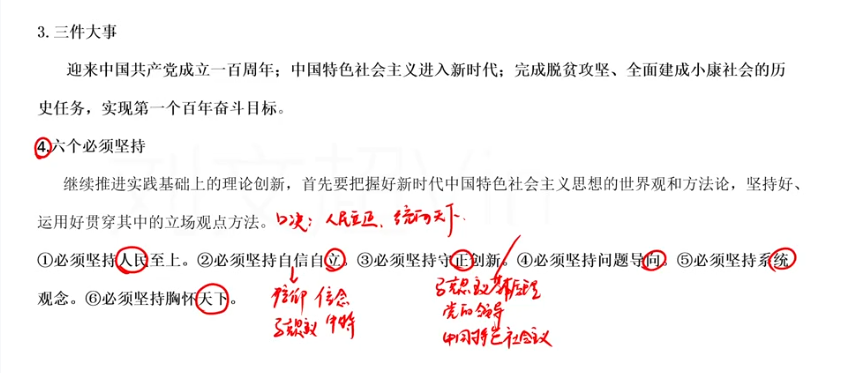 3. 三件大事
迎来中国共产党成立一百周年；中国特色社会主义进入新时代；完成脱贫攻坚、全面建成小康社会的历
史任务，实现第一个百年奋斗目标。
4.六个必须坚持
继续推进实践基础上的理论创新，首先要把握好新时代中国特色社会主义思想的世界观和方法论，坚持好、
运用好贯穿其中的立场观点方法。口决：人民立正，统问天下.
①必须坚持人民至上。②必须坚持自信自立。③必须坚持守正创新。④必须坚持问题导向。⑤必须坚持系统
观念。⑥必须坚持胸怀天下。
信仰 信念
马克思主义 中特
马克思主义基本原理
党的领导
中国特色社会主义